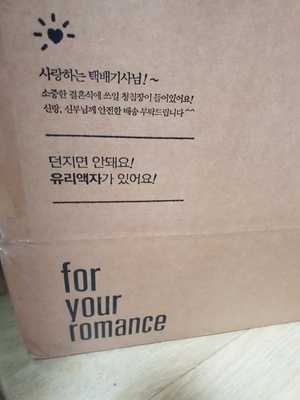 사랑하는 택배기사님!~
소중한 결혼식에 쓰일 청첩장이 들어있어요!
신랑, 신부님께 안전한 배송 부탁드립니다^^
던지면 안돼요!
유리액자가 있어요!
for
your
romance